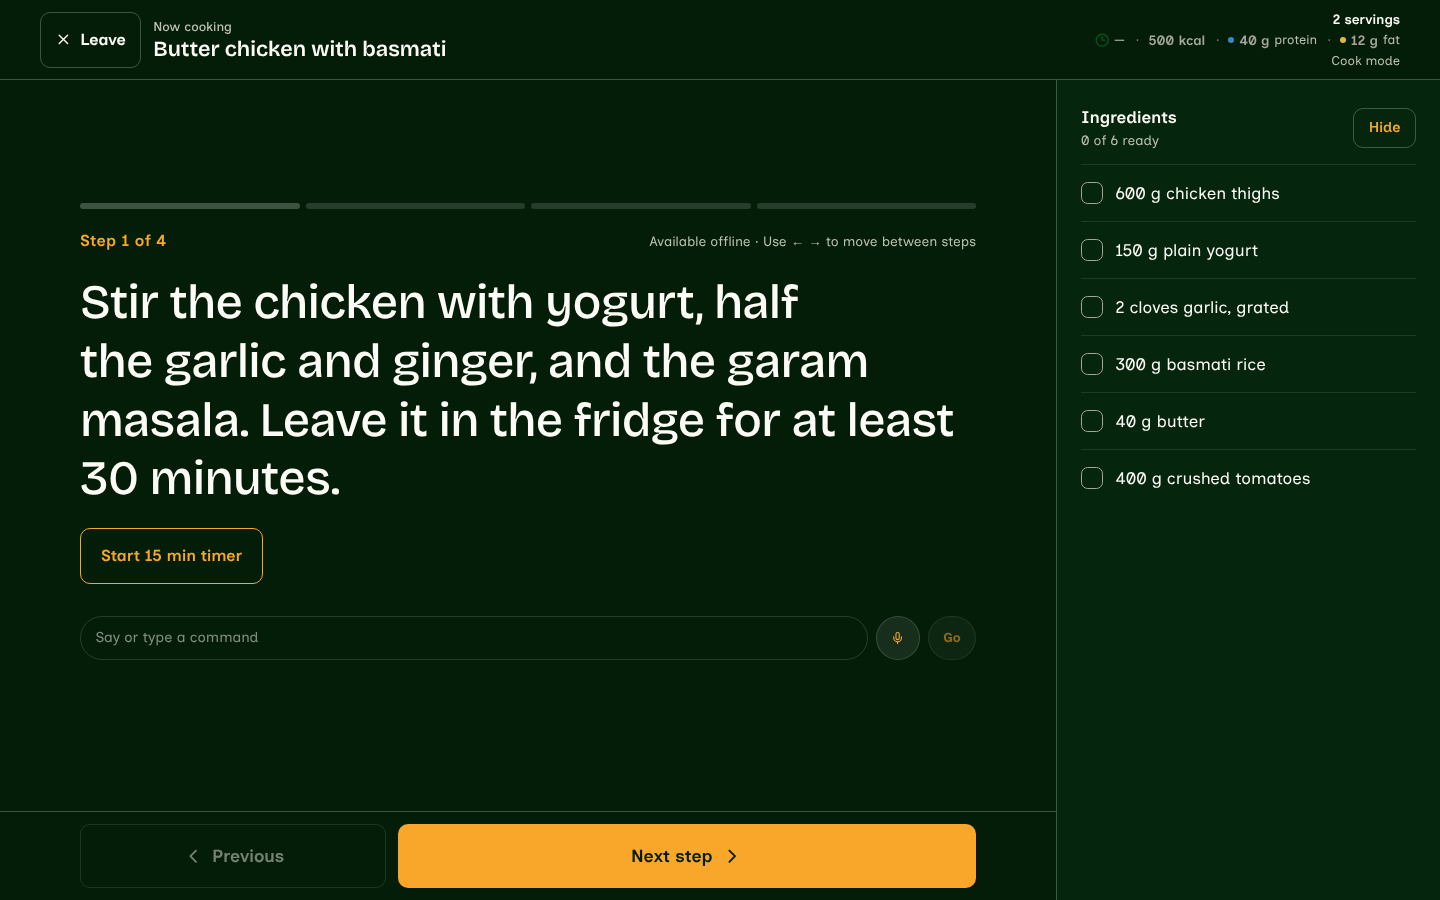 Leave
Now cooking
Butter chicken with basmati
2 servings
— · 500 kcal · 40 g protein · 12 g fat
Cook mode
Step 1 of 4
Available offline · Use ← → to move between steps
Stir the chicken with yogurt, half
the garlic and ginger, and the garam
masala. Leave it in the fridge for at least
30 minutes.
Start 15 min timer
Say or type a command
Go
Previous
Next step
Ingredients
0 of 6 ready
Hide
600 g chicken thighs
150 g plain yogurt
2 cloves garlic, grated
300 g basmati rice
40 g butter
400 g crushed tomatoes